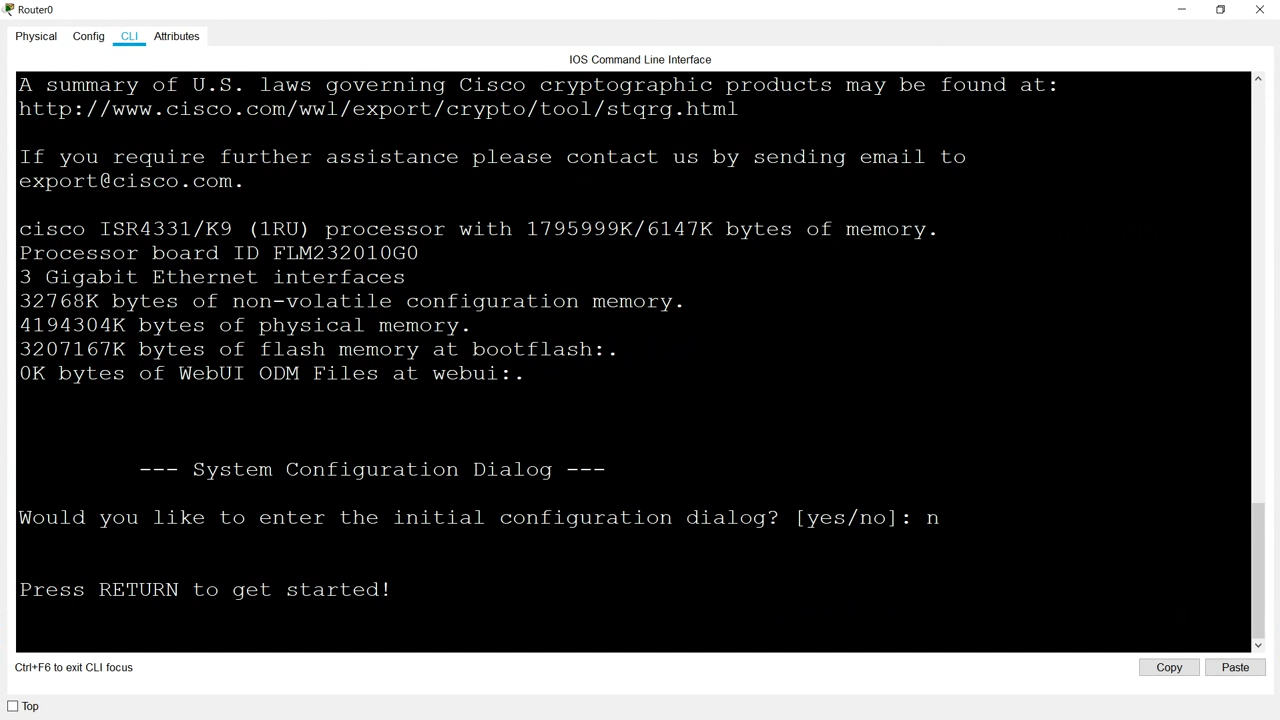 Router0
Physical Config CLI Attributes
IOS Command Line Interface
A summary of U.S. laws governing Cisco cryptographic products may be found at:
http://www.cisco.com/wwl/export/crypto/tool/stqrg.html
If you require further assistance please contact us by sending email to
export@cisco.com.
cisco ISR4331/K9 (1RU) processor with 1795999K/6147K bytes of memory.
Processor board ID FLM232010G0
3 Gigabit Ethernet interfaces
32768K bytes of non-volatile configuration memory.
4194304K bytes of physical memory.
3207167K bytes of flash memory at bootflash:.
0K bytes of WebUI ODM Files at webui:.
--- System Configuration Dialog ---
Would you like to enter the initial configuration dialog? [yes/no]: n
Press RETURN to get started!
Ctrl+F6 to exit CLI focus
Copy Paste
Top